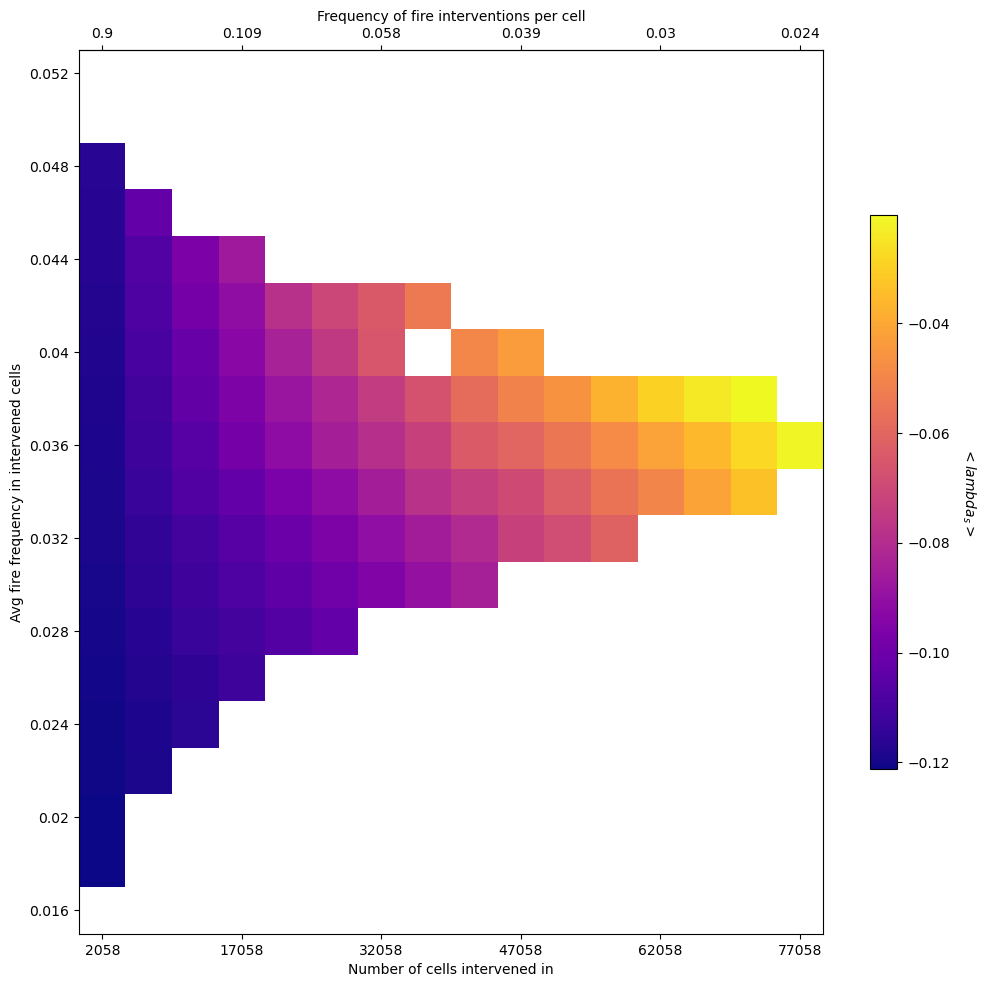 Frequency of fire interventions per cell
0.9 0.109 0.058 0.039 0.03 0.024
0.052
0.048
0.044
0.04
0.036
0.032
0.028
0.024
0.02
0.016
Avg fire frequency in intervened cells
2058 17058 32058 47058 62058 77058
Number of cells intervened in
−0.04
−0.06
−0.08
−0.10
−0.12
< lambda_s >